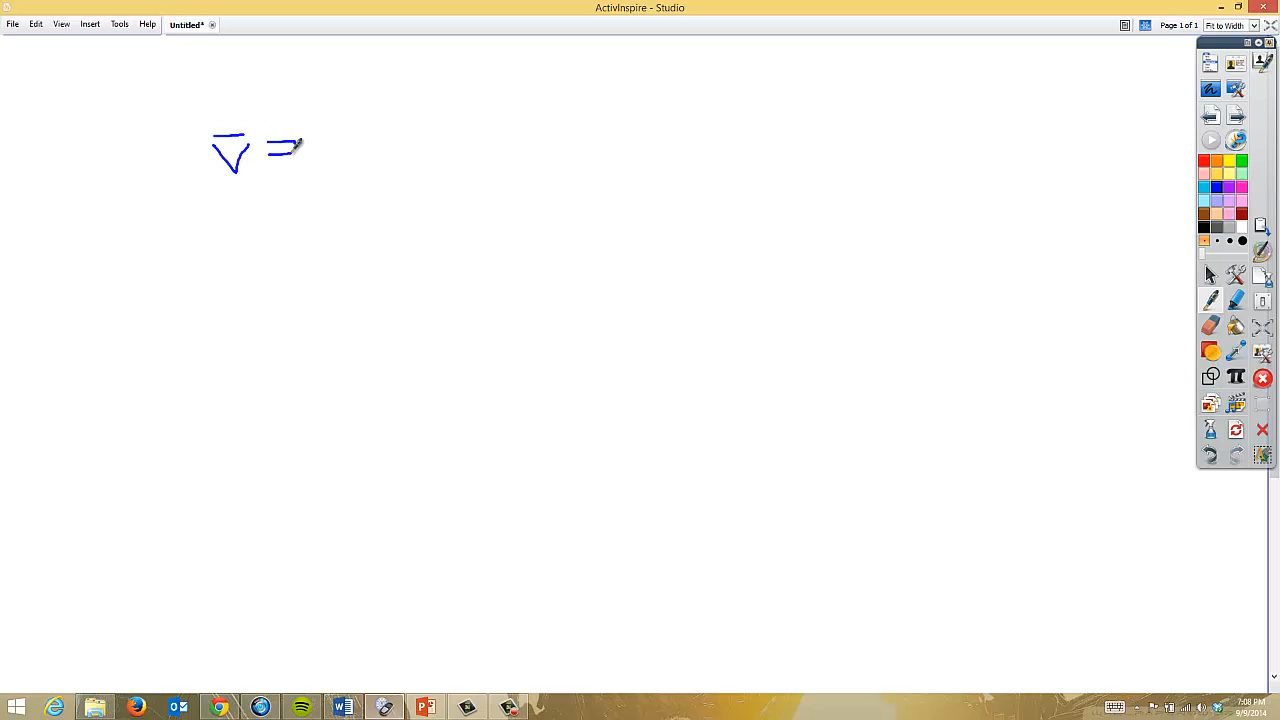 ActivInspire - Studio
File Edit View Insert Tools Help Untitled* Page 1 of 1 Fit to Width
V̅ =
7:08 PM
9/9/2014